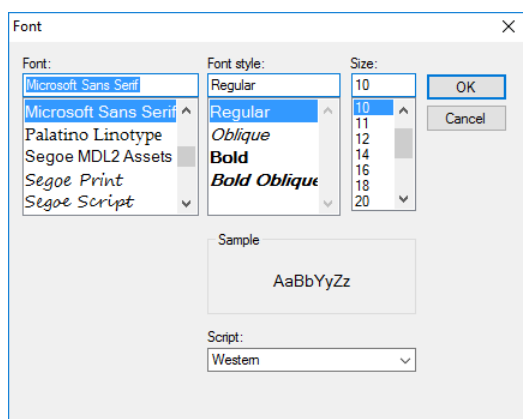 Font
Font:
Microsoft Sans Serif
Microsoft Sans Serif
Palatino Linotype
Segoe MDL2 Assets
Segoe Print
Segoe Script
Font style:
Regular
Regular
Oblique
Bold
Bold Oblique
Size:
10
10
11
12
14
16
18
20
OK
Cancel
Sample
AaBbYyZz
Script:
Western